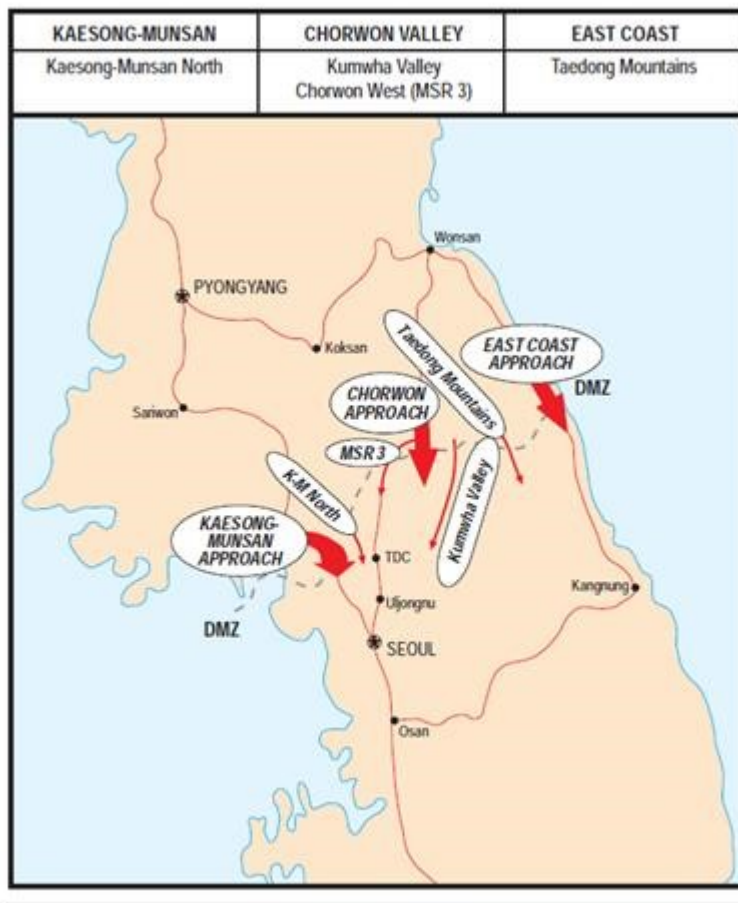 KAESONG-MUNSAN
CHORWON VALLEY
EAST COAST
Kaesong-Munsan North
Kumwha Valley
Chorwon West (MSR 3)
Taedong Mountains
Wonsan
PYONGYANG
Koksan
Taedong Mountains
EAST COAST
APPROACH
DMZ
CHORWON
APPROACH
Sariwon
MSR 3
K-M North
Kumwha Valley
KAESONG-
MUNSAN
APPROACH
TDC
Kangnung
Uljongnu
DMZ
SEOUL
Osan